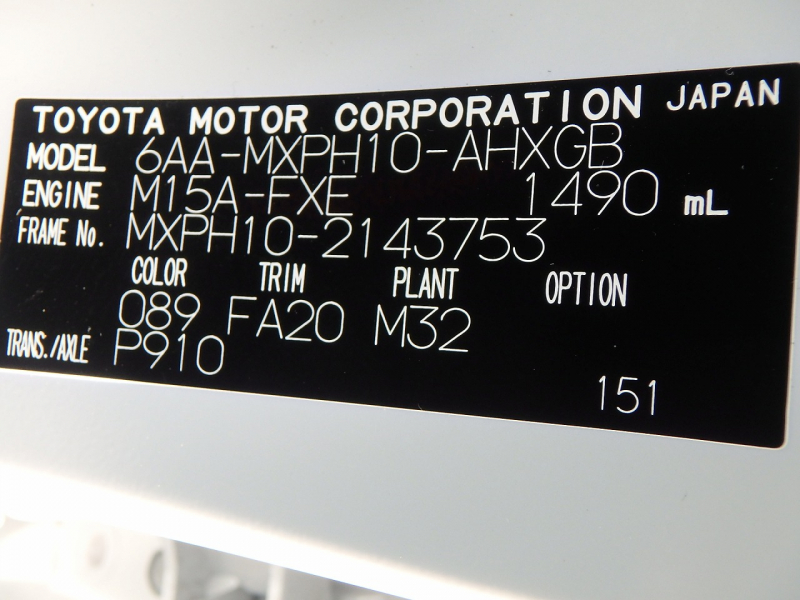 TOYOTA MOTOR CORPORATION JAPAN
MODEL 6AA-MXPH10-AHXGB
ENGINE M15A-FXE 1490 mL
FRAME No. MXPH10-2143753
COLOR TRIM PLANT OPTION
089 FA20 M32
TRANS./AXLE P910
151